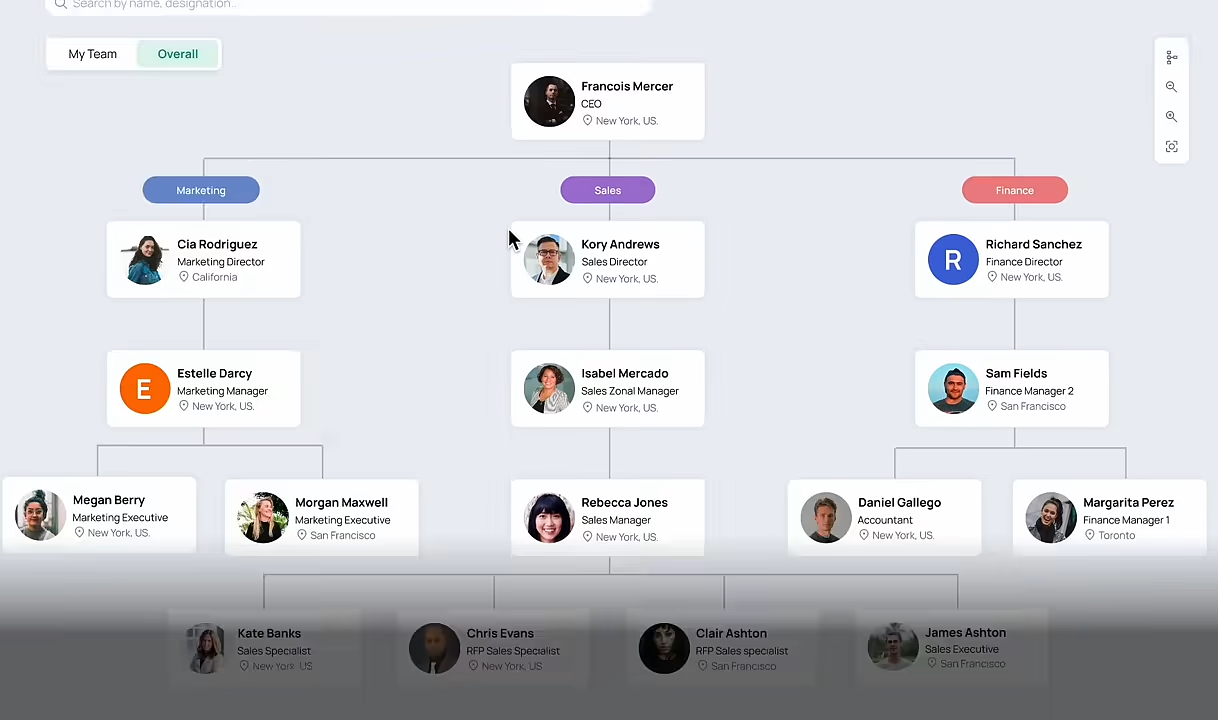 Search by name, designation..
My Team
Overall
Francois Mercer
CEO
New York, US.
Marketing
Sales
Finance
Cia Rodriguez
Marketing Director
California
Kory Andrews
Sales Director
New York, US.
R
Richard Sanchez
Finance Director
New York, US.
E
Estelle Darcy
Marketing Manager
New York, US.
Isabel Mercado
Sales Zonal Manager
New York, US.
Sam Fields
Finance Manager 2
San Francisco
Megan Berry
Marketing Executive
New York, US.
Morgan Maxwell
Marketing Executive
San Francisco
Rebecca Jones
Sales Manager
New York, US.
Daniel Gallego
Accountant
New York, US.
Margarita Perez
Finance Manager 1
Toronto
Kate Banks
Sales Specialist
New York US
Chris Evans
RFP Sales Specialist
New York, US
Clair Ashton
RFP Sales specialist
San Francisco
James Ashton
Sales Executive
San Francisco